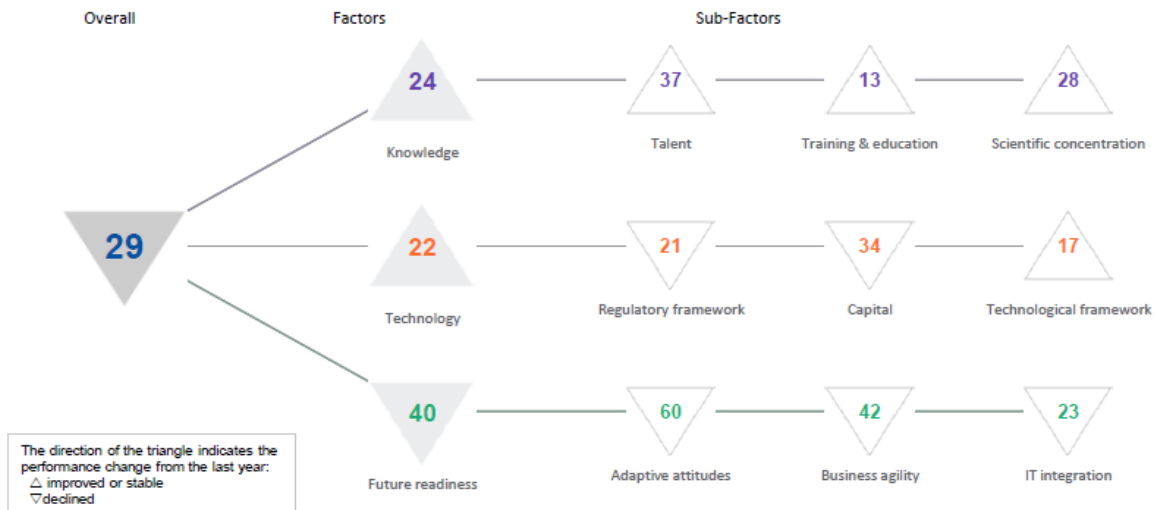 Overall
Factors
Sub-Factors
24
37
13
28
Knowledge
Talent
Training & education
Scientific concentration
29
22
21
34
17
Technology
Regulatory framework
Capital
Technological framework
40
60
42
23
Future readiness
Adaptive attitudes
Business agility
IT integration
The direction of the triangle indicates the
performance change from the last year:
△ improved or stable
▽declined